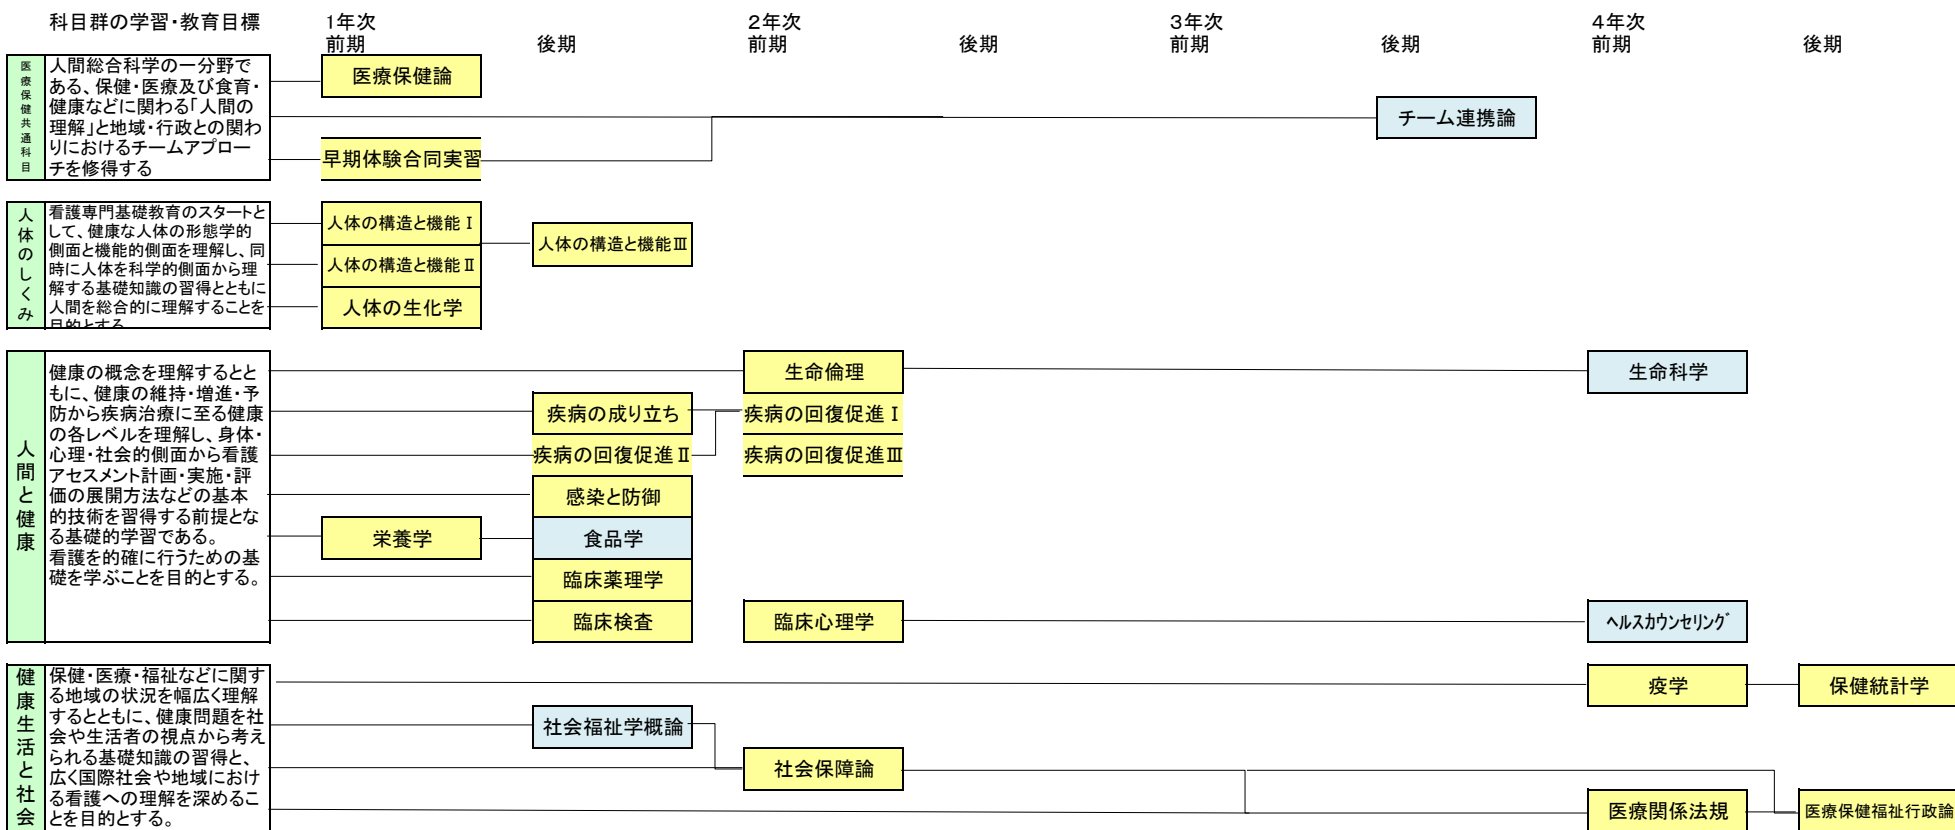 科目群の学習・教育目標
1年次
前期
後期
2年次
前期
後期
3年次
前期
後期
4年次
前期
後期
医療保健共通科目
人間総合科学の一分野で
ある、保健・医療及び食育・
健康などに関わる「人間の
理解」と地域・行政との関わ
りにおけるチームアプロー
チを修得する
医療保健論
チーム連携論
早期体験合同実習
人体のしくみ
看護専門基礎教育のスタートと
して、健康な人体の形態学的
側面と機能的側面を理解し、同
時に人体を科学的側面から理
解する基礎知識の習得とともに
人間を総合的に理解することを
目的とする。
人体の構造と機能Ⅰ
人体の構造と機能Ⅲ
人体の構造と機能Ⅱ
人体の生化学
人間と健康
健康の概念を理解するとと
もに、健康の維持・増進・予
防から疾病治療に至る健康
の各レベルを理解し、身体・
心理・社会的側面から看護
アセスメント計画・実施・評
価の展開方法などの基本
的技術を習得する前提とな
る基礎的学習である。
看護を的確に行うための基
礎を学ぶことを目的とする。
生命倫理
生命科学
疾病の成り立ち
疾病の回復促進Ⅰ
疾病の回復促進Ⅱ
疾病の回復促進Ⅲ
感染と防御
栄養学
食品学
臨床薬理学
臨床検査
臨床心理学
ヘルスカウンセリング
健康生活と社会
保健・医療・福祉などに関す
る地域の状況を幅広く理解
するとともに、健康問題を社
会や生活者の視点から考え
られる基礎知識の習得と、
広く国際社会や地域におけ
る看護への理解を深めるこ
とを目的とする。
疫学
保健統計学
社会福祉学概論
社会保障論
医療関係法規
医療保健福祉行政論